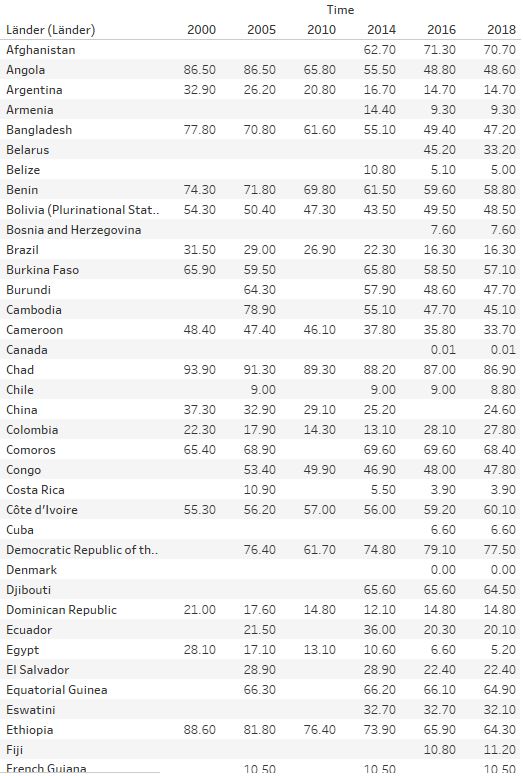 Time
Länder (Länder) 2000 2005 2010 2014 2016 2018
Afghanistan 62.70 71.30 70.70
Angola 86.50 86.50 65.80 55.50 48.80 48.60
Argentina 32.90 26.20 20.80 16.70 14.70 14.70
Armenia 14.40 9.30 9.30
Bangladesh 77.80 70.80 61.60 55.10 49.40 47.20
Belarus 45.20 33.20
Belize 10.80 5.10 5.00
Benin 74.30 71.80 69.80 61.50 59.60 58.80
Bolivia (Plurinational Stat.. 54.30 50.40 47.30 43.50 49.50 48.50
Bosnia and Herzegovina 7.60 7.60
Brazil 31.50 29.00 26.90 22.30 16.30 16.30
Burkina Faso 65.90 59.50 65.80 58.50 57.10
Burundi 64.30 57.90 48.60 47.70
Cambodia 78.90 55.10 47.70 45.10
Cameroon 48.40 47.40 46.10 37.80 35.80 33.70
Canada 0.01 0.01
Chad 93.90 91.30 89.30 88.20 87.00 86.90
Chile 9.00 9.00 9.00 8.80
China 37.30 32.90 29.10 25.20 24.60
Colombia 22.30 17.90 14.30 13.10 28.10 27.80
Comoros 65.40 68.90 69.60 69.60 68.40
Congo 53.40 49.90 46.90 48.00 47.80
Costa Rica 10.90 5.50 3.90 3.90
Côte d'Ivoire 55.30 56.20 57.00 56.00 59.20 60.10
Cuba 6.60 6.60
Democratic Republic of th.. 76.40 61.70 74.80 79.10 77.50
Denmark 0.00 0.00
Djibouti 65.60 65.60 64.50
Dominican Republic 21.00 17.60 14.80 12.10 14.80 14.80
Ecuador 21.50 36.00 20.30 20.10
Egypt 28.10 17.10 13.10 10.60 6.60 5.20
El Salvador 28.90 28.90 22.40 22.40
Equatorial Guinea 66.30 66.20 66.10 64.90
Eswatini 32.70 32.70 32.10
Ethiopia 88.60 81.80 76.40 73.90 65.90 64.30
Fiji 10.80 11.20
French Guiana 10.50 10.50 10.50